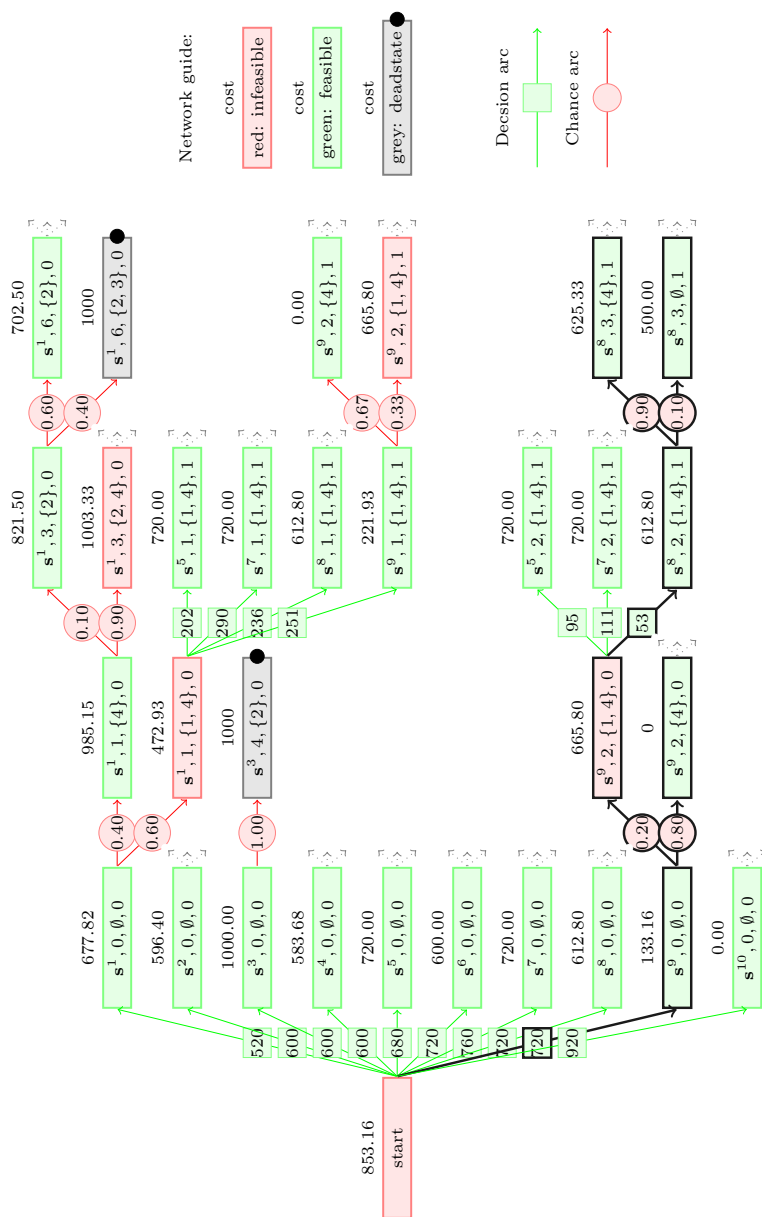 853.16
start
520
600
600
600
680
720
760
720
720
920
677.82
s¹, 0, ∅, 0
596.40
s², 0, ∅, 0
1000.00
s³, 0, ∅, 0
583.68
s⁴, 0, ∅, 0
720.00
s⁵, 0, ∅, 0
600.00
s⁶, 0, ∅, 0
720.00
s⁷, 0, ∅, 0
612.80
s⁸, 0, ∅, 0
133.16
s⁹, 0, ∅, 0
0.00
s¹⁰, 0, ∅, 0
0.40
0.60
1.00
0.20
0.80
985.15
s¹, 1, {4}, 0
472.93
s¹, 1, {1, 4}, 0
1000
s³, 4, {2}, 0
665.80
s⁹, 2, {1, 4}, 0
0
s⁹, 2, {4}, 0
0.10
0.90
202
290
236
251
95
111
53
821.50
s¹, 3, {2}, 0
1003.33
s¹, 3, {2, 4}, 0
720.00
s⁵, 1, {1, 4}, 1
720.00
s⁷, 1, {1, 4}, 1
612.80
s⁸, 1, {1, 4}, 1
221.93
s⁹, 1, {1, 4}, 1
720.00
s⁵, 2, {1, 4}, 1
720.00
s⁷, 2, {1, 4}, 1
612.80
s⁸, 2, {1, 4}, 1
0.60
0.40
0.67
0.33
0.90
0.10
702.50
s¹, 6, {2}, 0
1000
s¹, 6, {2, 3}, 0
0.00
s⁹, 2, {4}, 1
665.80
s⁹, 2, {1, 4}, 1
625.33
s⁸, 3, {4}, 1
500.00
s⁸, 3, ∅, 1
Network guide:
cost
red: infeasible
cost
green: feasible
cost
grey: deadstate
Decsion arc
Chance arc